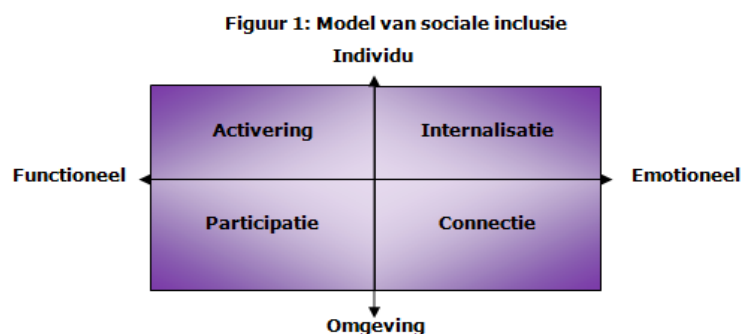 Figuur 1: Model van sociale inclusie
Individu
Activering Internalisatie
Functioneel Emotioneel
Participatie Connectie
Omgeving